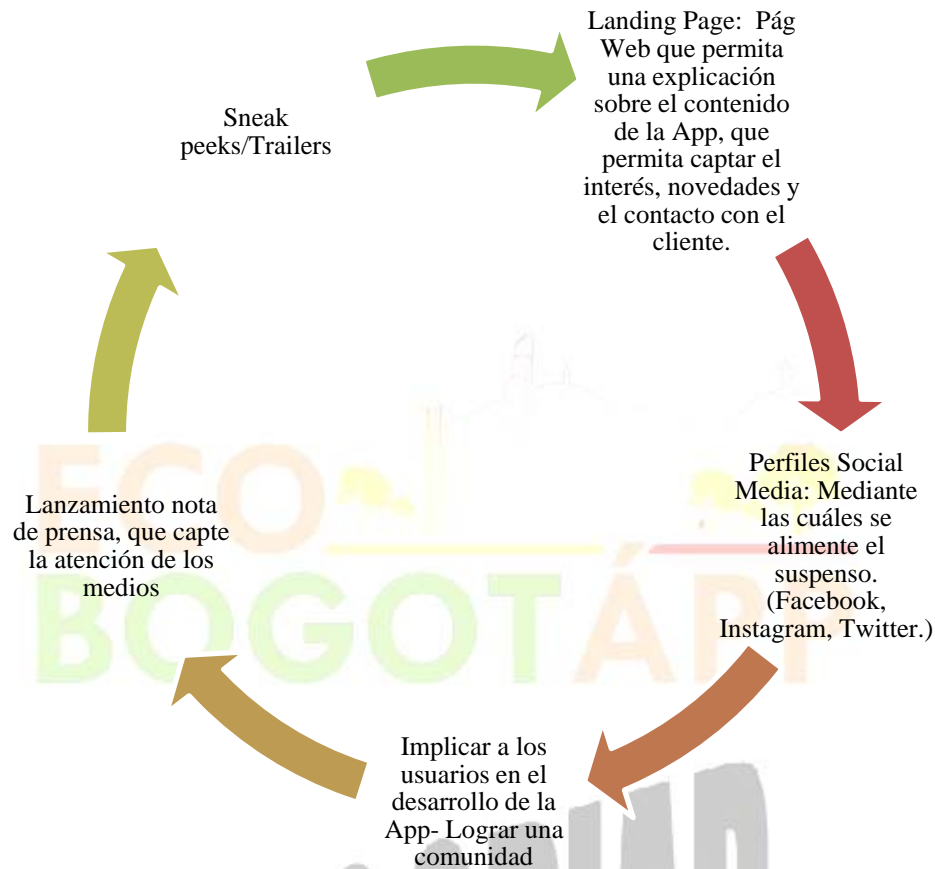 Sneak
peeks/Trailers
Landing Page:  Pág
Web que permita
una explicación
sobre el contenido
de la App, que
permita captar el
interés, novedades y
el contacto con el
cliente.
Perfiles Social
Media: Mediante
las cuáles se
alimente el
suspenso.
(Facebook,
Instagram, Twitter.)
Implicar a los
usuarios en el
desarrollo de la
App- Lograr una
comunidad
Lanzamiento nota
de prensa, que capte
la atención de los
medios
ECO
BOGOTÁPP